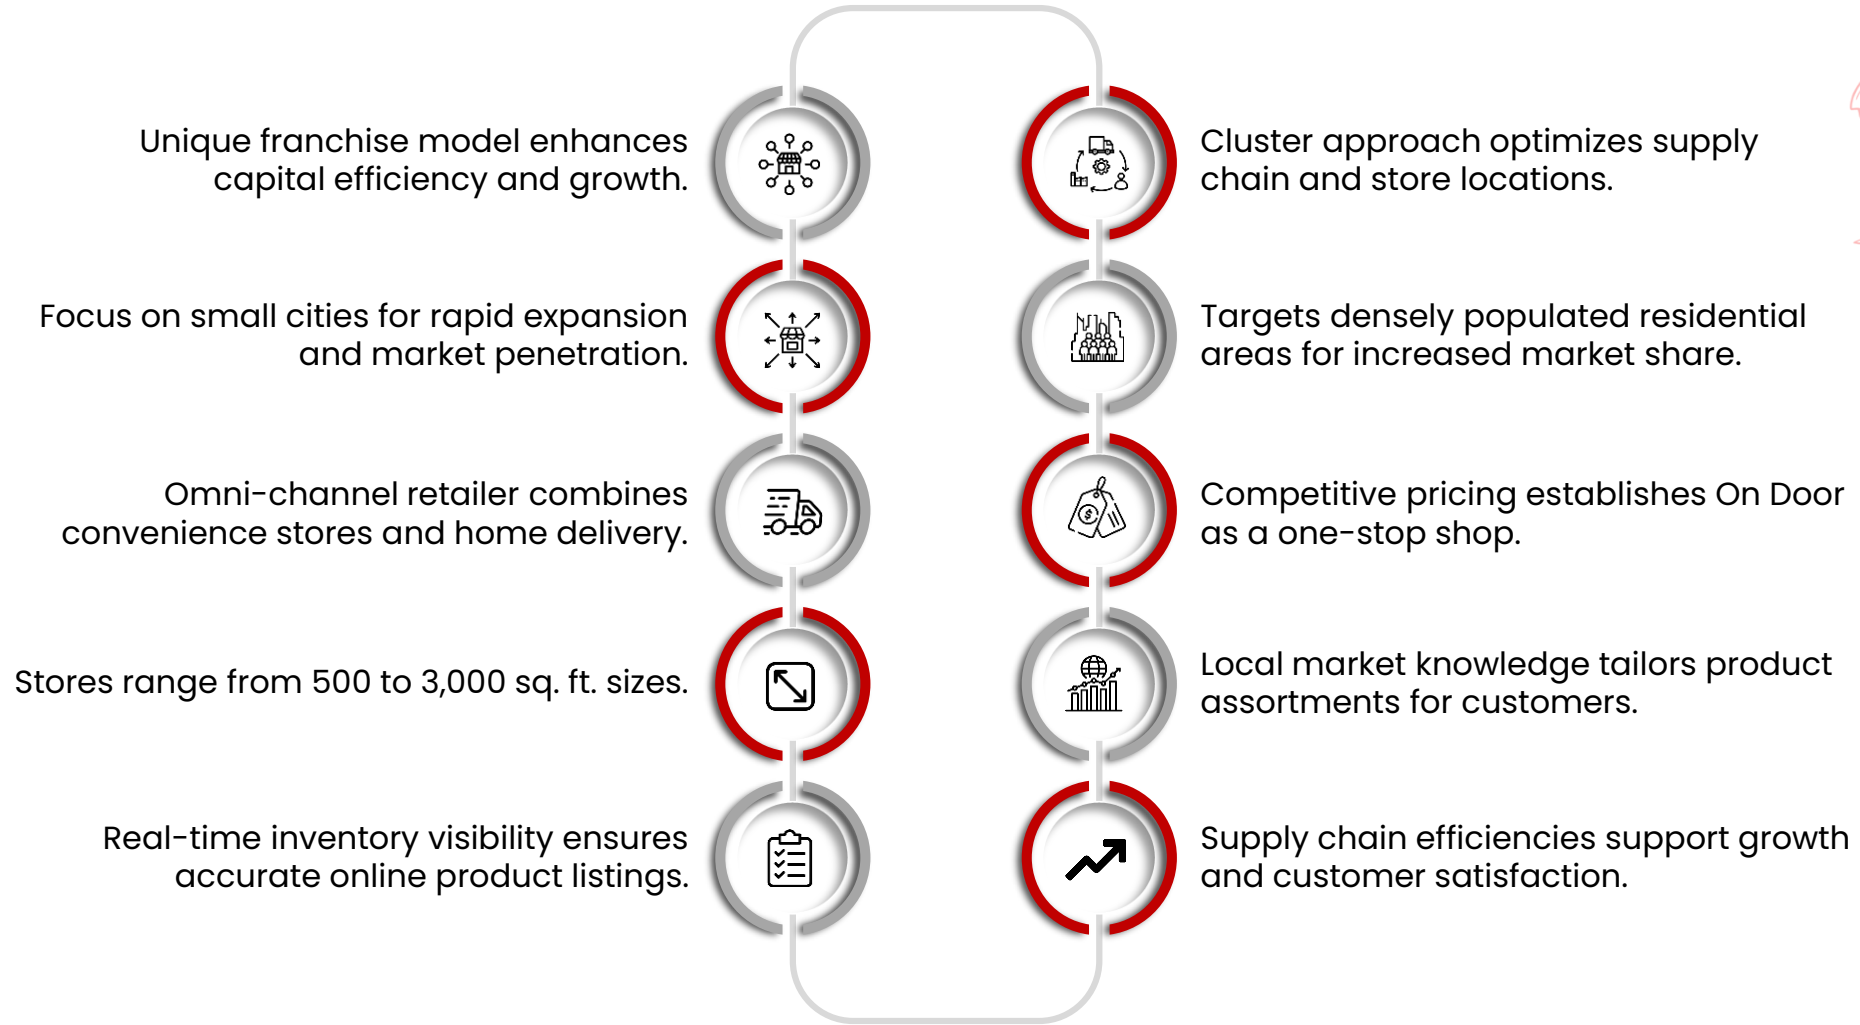 Unique franchise model enhances
capital efficiency and growth.
Focus on small cities for rapid expansion
and market penetration.
Omni-channel retailer combines
convenience stores and home delivery.
Stores range from 500 to 3,000 sq. ft. sizes.
Real-time inventory visibility ensures
accurate online product listings.
Cluster approach optimizes supply
chain and store locations.
Targets densely populated residential
areas for increased market share.
Competitive pricing establishes On Door
as a one-stop shop.
Local market knowledge tailors product
assortments for customers.
Supply chain efficiencies support growth
and customer satisfaction.